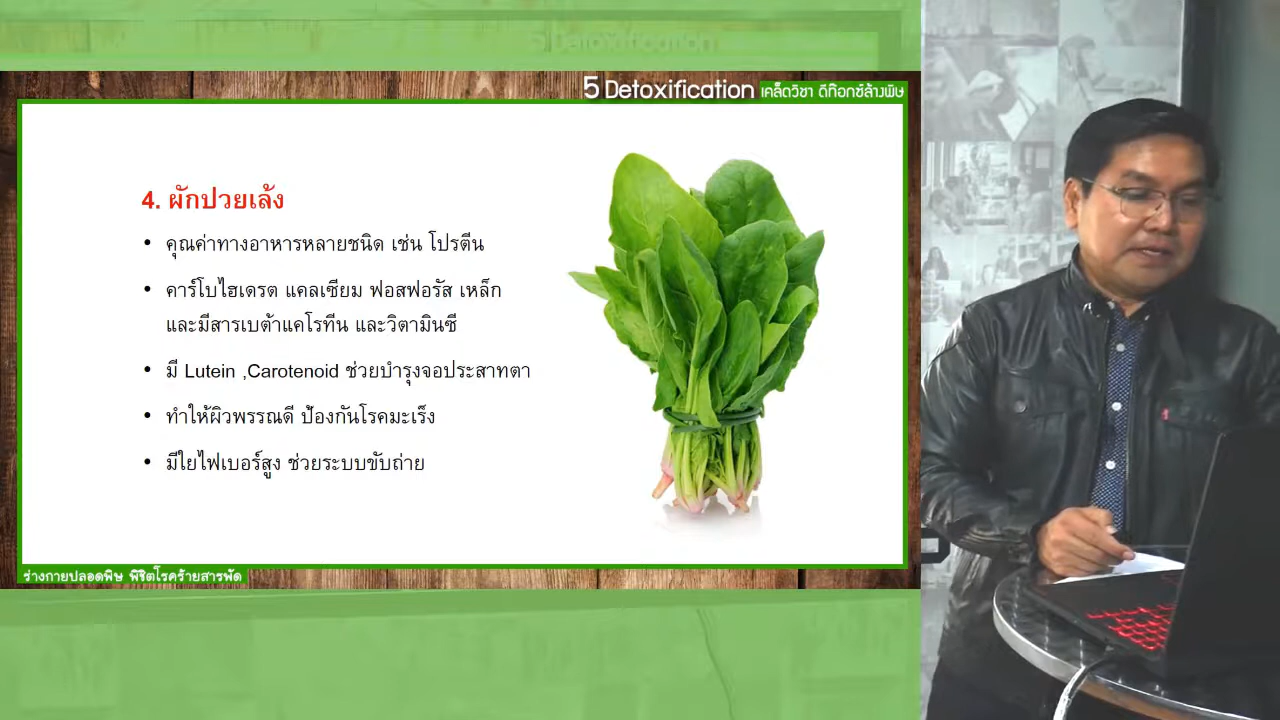 5 Detoxification
5 Detoxification เคล็ดวิชา ดีท๊อกซ์ล้างพิษ
4. ผักปวยเล้ง
• คุณค่าทางอาหารหลายชนิด เช่น โปรตีน
• คาร์โบไฮเดรต แคลเซียม ฟอสฟอรัส เหล็ก
และมีสารเบต้าแคโรทีน และวิตามินซี
• มี Lutein ,Carotenoid ช่วยบำรุงจอประสาทตา
• ทำให้ผิวพรรณดี ป้องกันโรคมะเร็ง
• มีใยไฟเบอร์สูง ช่วยระบบขับถ่าย
ร่างกายปลอดพิษ พิชิตโรคร้ายสารพัด